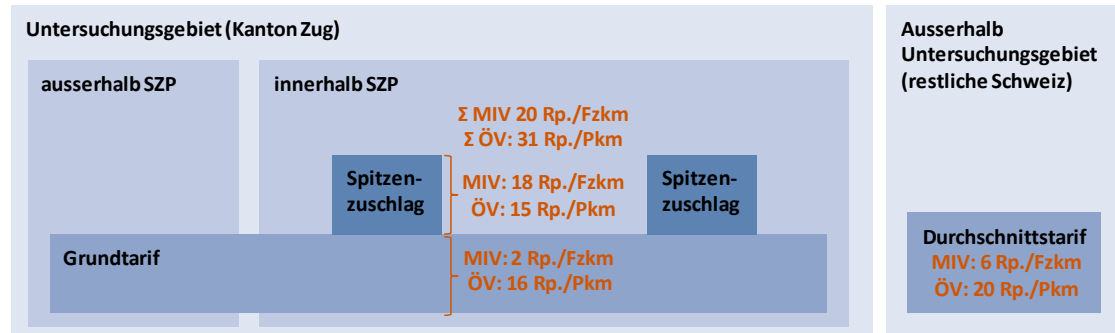 Untersuchungsgebiet (Kanton Zug)
ausserhalb SZP
innerhalb SZP
Σ MIV 20 Rp./Fzkm
Σ ÖV: 31 Rp./Pkm
Spitzen-
zuschlag
MIV: 18 Rp./Fzkm
ÖV: 15 Rp./Pkm
Spitzen-
zuschlag
Grundtarif
MIV: 2 Rp./Fzkm
ÖV: 16 Rp./Pkm
Ausserhalb
Untersuchungsgebiet
(restliche Schweiz)
Durchschnittstarif
MIV: 6 Rp./Fzkm
ÖV: 20 Rp./Pkm